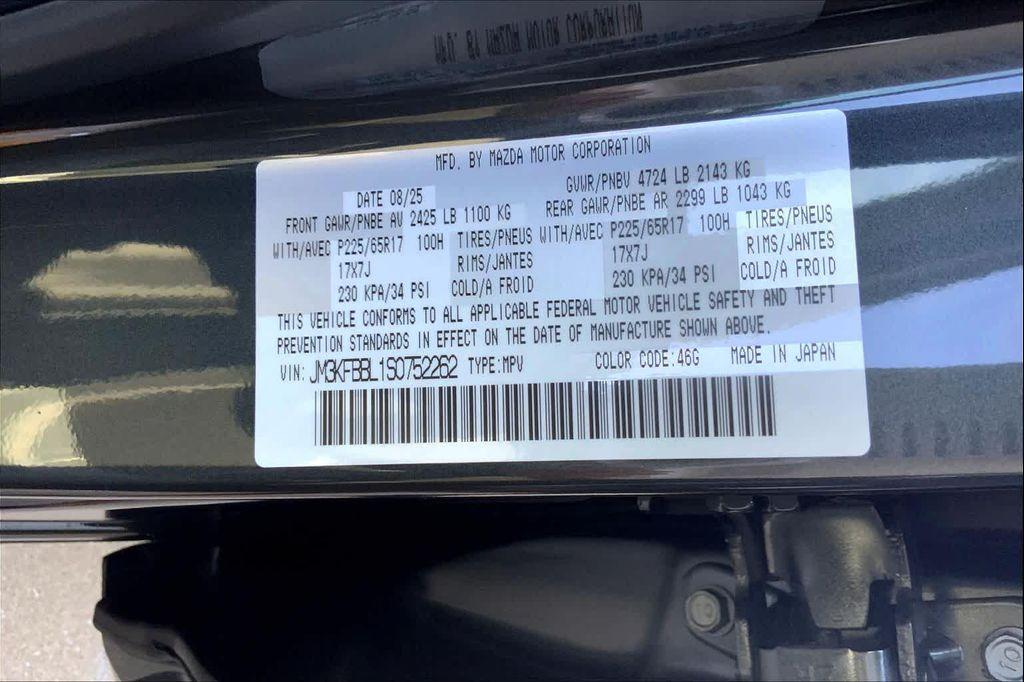 MFD. BY MAZDA MOTOR CORPORATION
MFD. BY MAZDA MOTOR CORPORATION
DATE 08/25 GVWR/PNBV 4724 LB 2143 KG
FRONT GAWR/PNBE AV 2425 LB 1100 KG REAR GAWR/PNBE AR 2299 LB 1043 KG
WITH/AVEC P225/65R17 100H TIRES/PNEUS WITH/AVEC P225/65R17 100H TIRES/PNEUS
17X7J RIMS/JANTES 17X7J RIMS/JANTES
230 KPA/34 PSI COLD/A FROID 230 KPA/34 PSI COLD/A FROID
THIS VEHICLE CONFORMS TO ALL APPLICABLE FEDERAL MOTOR VEHICLE SAFETY AND THEFT
PREVENTION STANDARDS IN EFFECT ON THE DATE OF MANUFACTURE SHOWN ABOVE.
VIN: JM3KFBBL1S0752262 TYPE:MPV COLOR CODE:46G MADE IN JAPAN